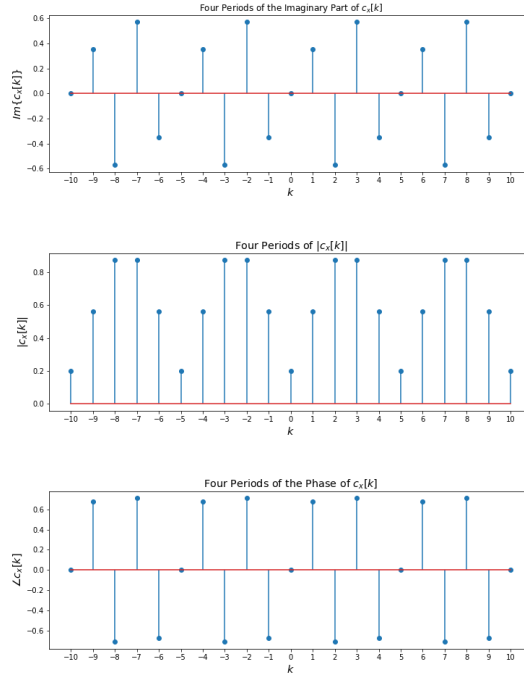 Four Periods of the Imaginary Part of cₓ[k]
Im{cₓ[k]}
0.6
0.4
0.2
0.0
−0.2
−0.4
−0.6
−10 −9 −8 −7 −6 −5 −4 −3 −2 −1 0 1 2 3 4 5 6 7 8 9 10
k
Four Periods of |cₓ[k]|
|cₓ[k]|
0.8
0.6
0.4
0.2
0.0
−10 −9 −8 −7 −6 −5 −4 −3 −2 −1 0 1 2 3 4 5 6 7 8 9 10
k
Four Periods of the Phase of cₓ[k]
∠cₓ[k]
0.6
0.4
0.2
0.0
−0.2
−0.4
−0.6
−10 −9 −8 −7 −6 −5 −4 −3 −2 −1 0 1 2 3 4 5 6 7 8 9 10
k